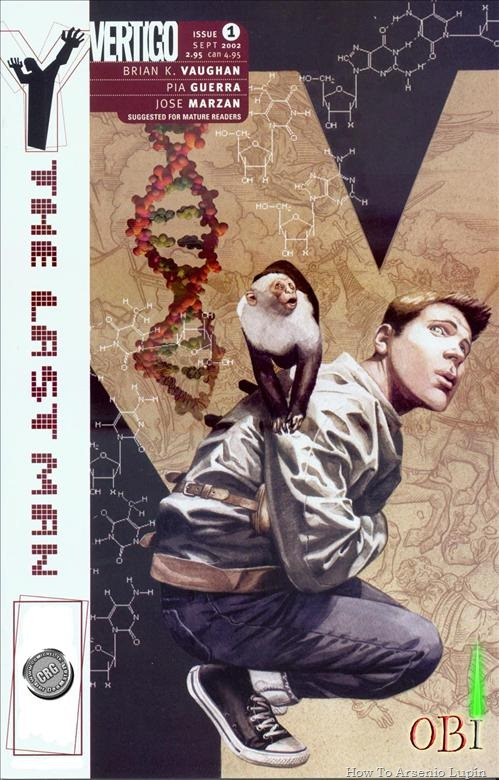 Y
THE LAST MAN
VERTIGO
ISSUE 1
SEPT 2002
2.95 can 4.95
BRIAN K. VAUGHAN
PIA GUERRA
JOSE MARZAN
SUGGESTED FOR MATURE READERS
CRG
OBI
How To Arsenio Lupin